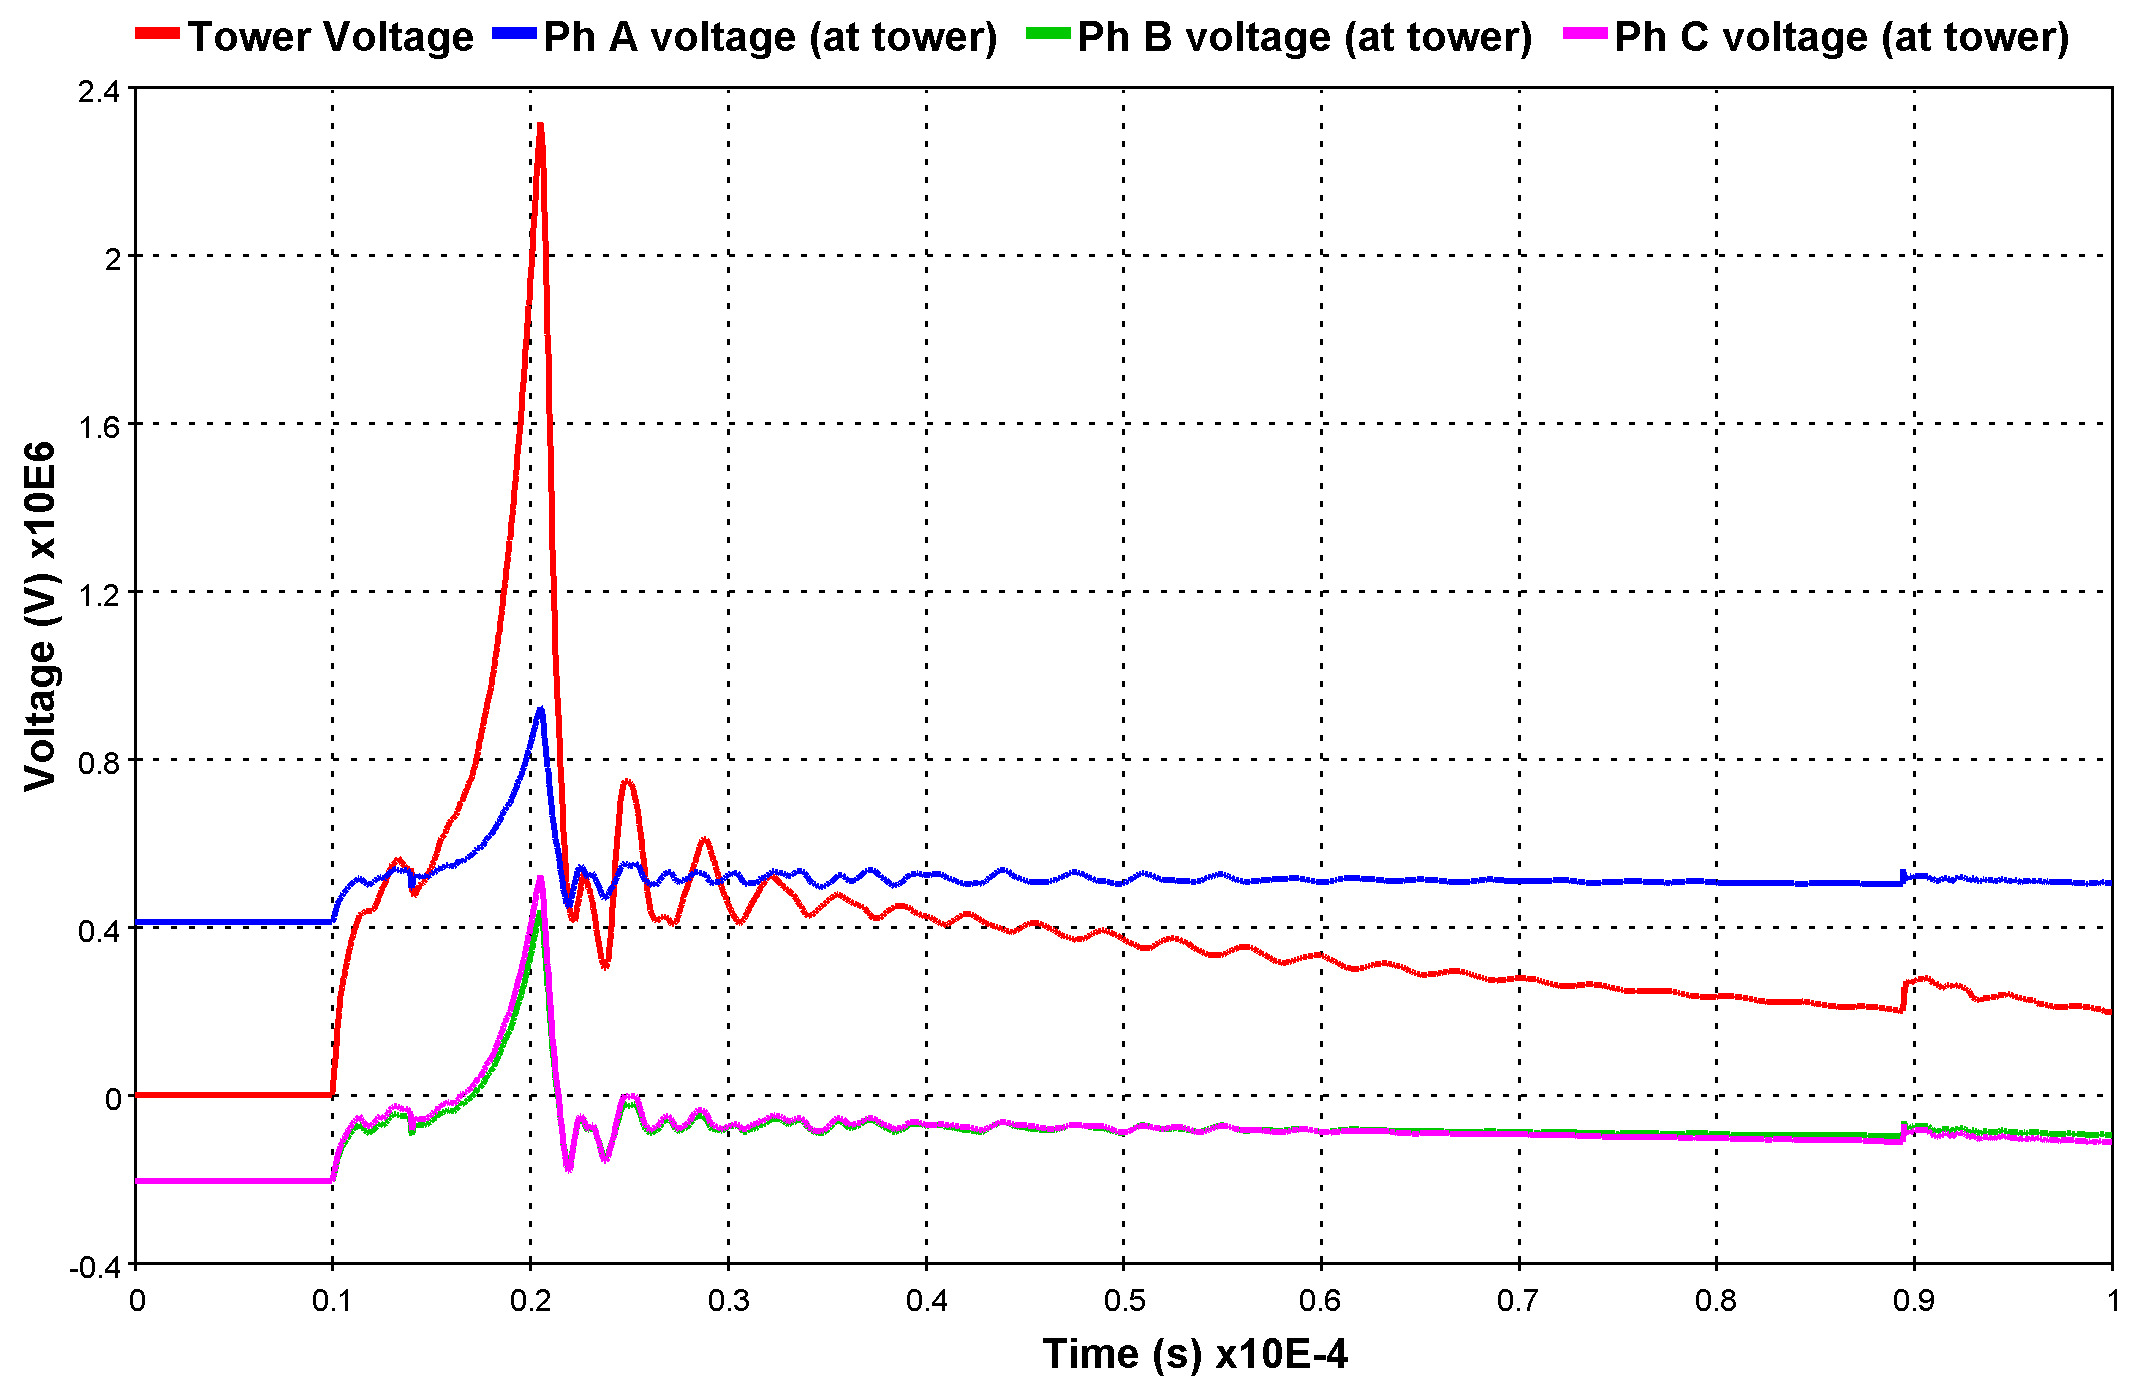 Tower Voltage Ph A voltage (at tower) Ph B voltage (at tower) Ph C voltage (at tower)
2.4
2
1.6
1.2
0.8
0.4
0
-0.4
Voltage (V) x10E6
0 0.1 0.2 0.3 0.4 0.5 0.6 0.7 0.8 0.9 1
Time (s) x10E-4